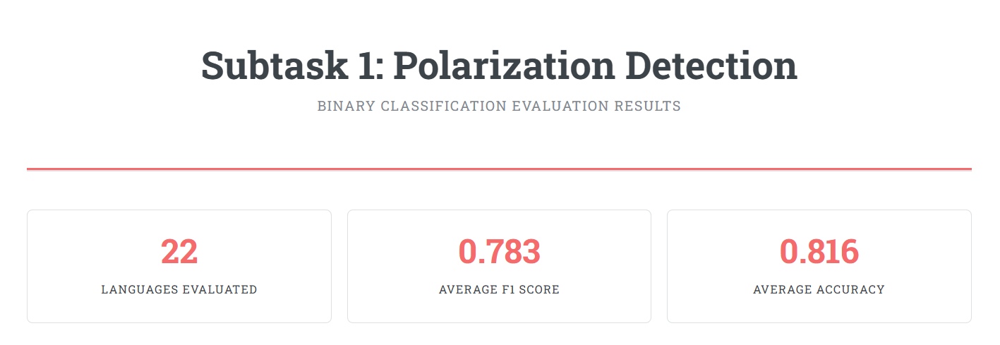 Subtask 1: Polarization Detection
BINARY CLASSIFICATION EVALUATION RESULTS
22
LANGUAGES EVALUATED
0.783
AVERAGE F1 SCORE
0.816
AVERAGE ACCURACY